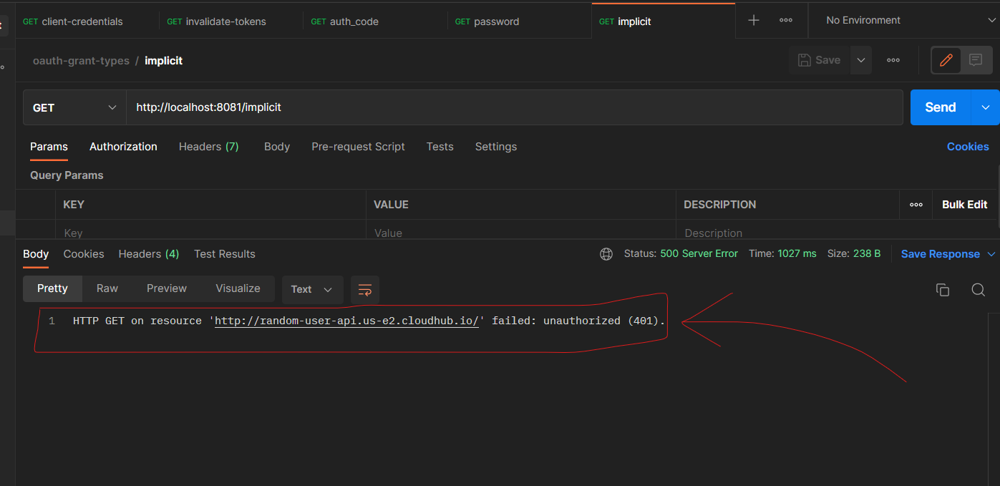 GET client-credentials GET invalidate-tokens GET auth_code GET password GET implicit No Environment
oauth-grant-types / implicit Save
GET http://localhost:8081/implicit Send
Params Authorization Headers (7) Body Pre-request Script Tests Settings Cookies
Query Params
KEY VALUE DESCRIPTION Bulk Edit
Key Value Description
Body Cookies Headers (4) Test Results Status: 500 Server Error Time: 1027 ms Size: 238 B Save Response
Pretty Raw Preview Visualize Text
1 HTTP GET on resource 'http://random-user-api.us-e2.cloudhub.io/' failed: unauthorized (401).